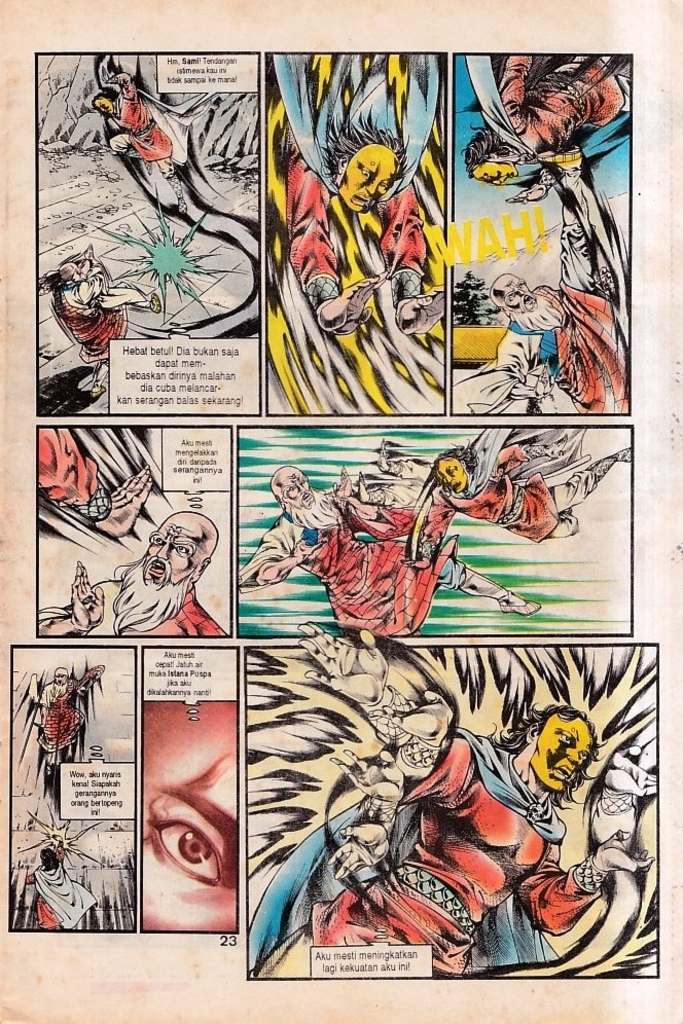 Hm, Sami! Tendangan
istimewa kau ini
tidak sampai ke mana!
Hebat betul! Dia bukan saja
dapat mem-
bebaskan dirinya malahan
dia cuba melancar-
kan serangan balas sekarang!
WAH!
Aku mesti
mengelakkan
diri daripada
serangannya
ini!
Wow, aku nyaris
kena! Siapakah
gerangannya
orang bertopeng
ini!
Aku mesti
cepat! Jatuh air
muka Istana Puspa
jika aku
dikalahkannya nanti!
Aku mesti meningkatkan
lagi kekuatan aku ini!
23